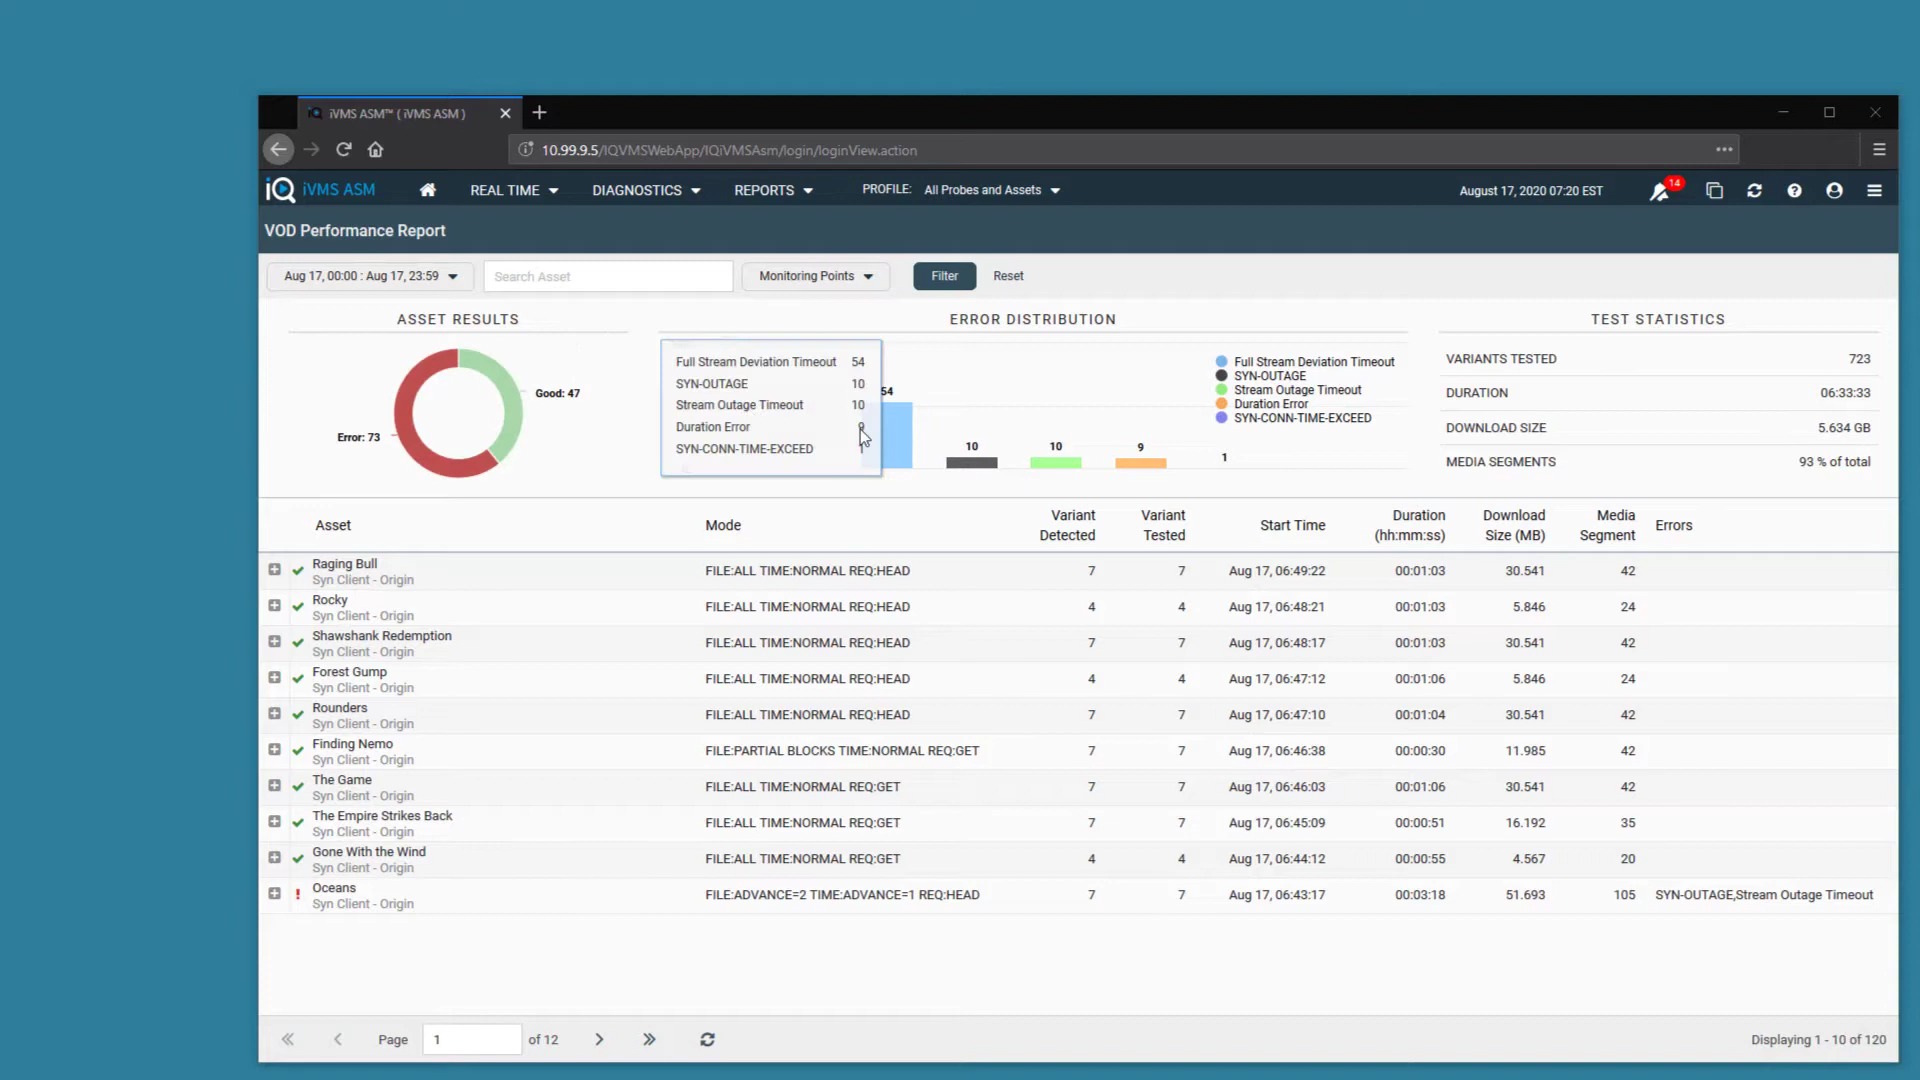 iVMS ASM™ ( iVMS ASM )
10.99.9.5/IQVMSWebApp/IQiVMSAsm/login/loginView.action
iQ iVMS ASM REAL TIME DIAGNOSTICS REPORTS PROFILE: All Probes and Assets August 17, 2020 07:20 EST 14
VOD Performance Report
Aug 17, 00:00 : Aug 17, 23:59 Search Asset Monitoring Points Filter Reset
ASSET RESULTS
Good: 47
Error: 73
ERROR DISTRIBUTION
Full Stream Deviation Timeout 54
SYN-OUTAGE 10
Stream Outage Timeout 10
Duration Error 9
SYN-CONN-TIME-EXCEED 1
54
10
10
9
1
Full Stream Deviation Timeout
SYN-OUTAGE
Stream Outage Timeout
Duration Error
SYN-CONN-TIME-EXCEED
TEST STATISTICS
VARIANTS TESTED 723
DURATION 06:33:33
DOWNLOAD SIZE 5.634 GB
MEDIA SEGMENTS 93 % of total
Asset Mode Variant Detected Variant Tested Start Time Duration (hh:mm:ss) Download Size (MB) Media Segment Errors
Raging Bull FILE:ALL TIME:NORMAL REQ:HEAD 7 7 Aug 17, 06:49:22 00:01:03 30.541 42
Syn Client - Origin
Rocky FILE:ALL TIME:NORMAL REQ:HEAD 4 4 Aug 17, 06:48:21 00:01:03 5.846 24
Syn Client - Origin
Shawshank Redemption FILE:ALL TIME:NORMAL REQ:HEAD 7 7 Aug 17, 06:48:17 00:01:03 30.541 42
Syn Client - Origin
Forest Gump FILE:ALL TIME:NORMAL REQ:HEAD 4 4 Aug 17, 06:47:12 00:01:06 5.846 24
Syn Client - Origin
Rounders FILE:ALL TIME:NORMAL REQ:HEAD 7 7 Aug 17, 06:47:10 00:01:04 30.541 42
Syn Client - Origin
Finding Nemo FILE:PARTIAL BLOCKS TIME:NORMAL REQ:GET 7 7 Aug 17, 06:46:38 00:00:30 11.985 42
Syn Client - Origin
The Game FILE:ALL TIME:NORMAL REQ:GET 7 7 Aug 17, 06:46:03 00:01:06 30.541 42
Syn Client - Origin
The Empire Strikes Back FILE:ALL TIME:NORMAL REQ:GET 7 7 Aug 17, 06:45:09 00:00:51 16.192 35
Syn Client - Origin
Gone With the Wind FILE:ALL TIME:NORMAL REQ:GET 4 4 Aug 17, 06:44:12 00:00:55 4.567 20
Syn Client - Origin
Oceans FILE:ADVANCE=2 TIME:ADVANCE=1 REQ:HEAD 7 7 Aug 17, 06:43:17 00:03:18 51.693 105 SYN-OUTAGE,Stream Outage Timeout
Syn Client - Origin
Page 1 of 12 Displaying 1 - 10 of 120